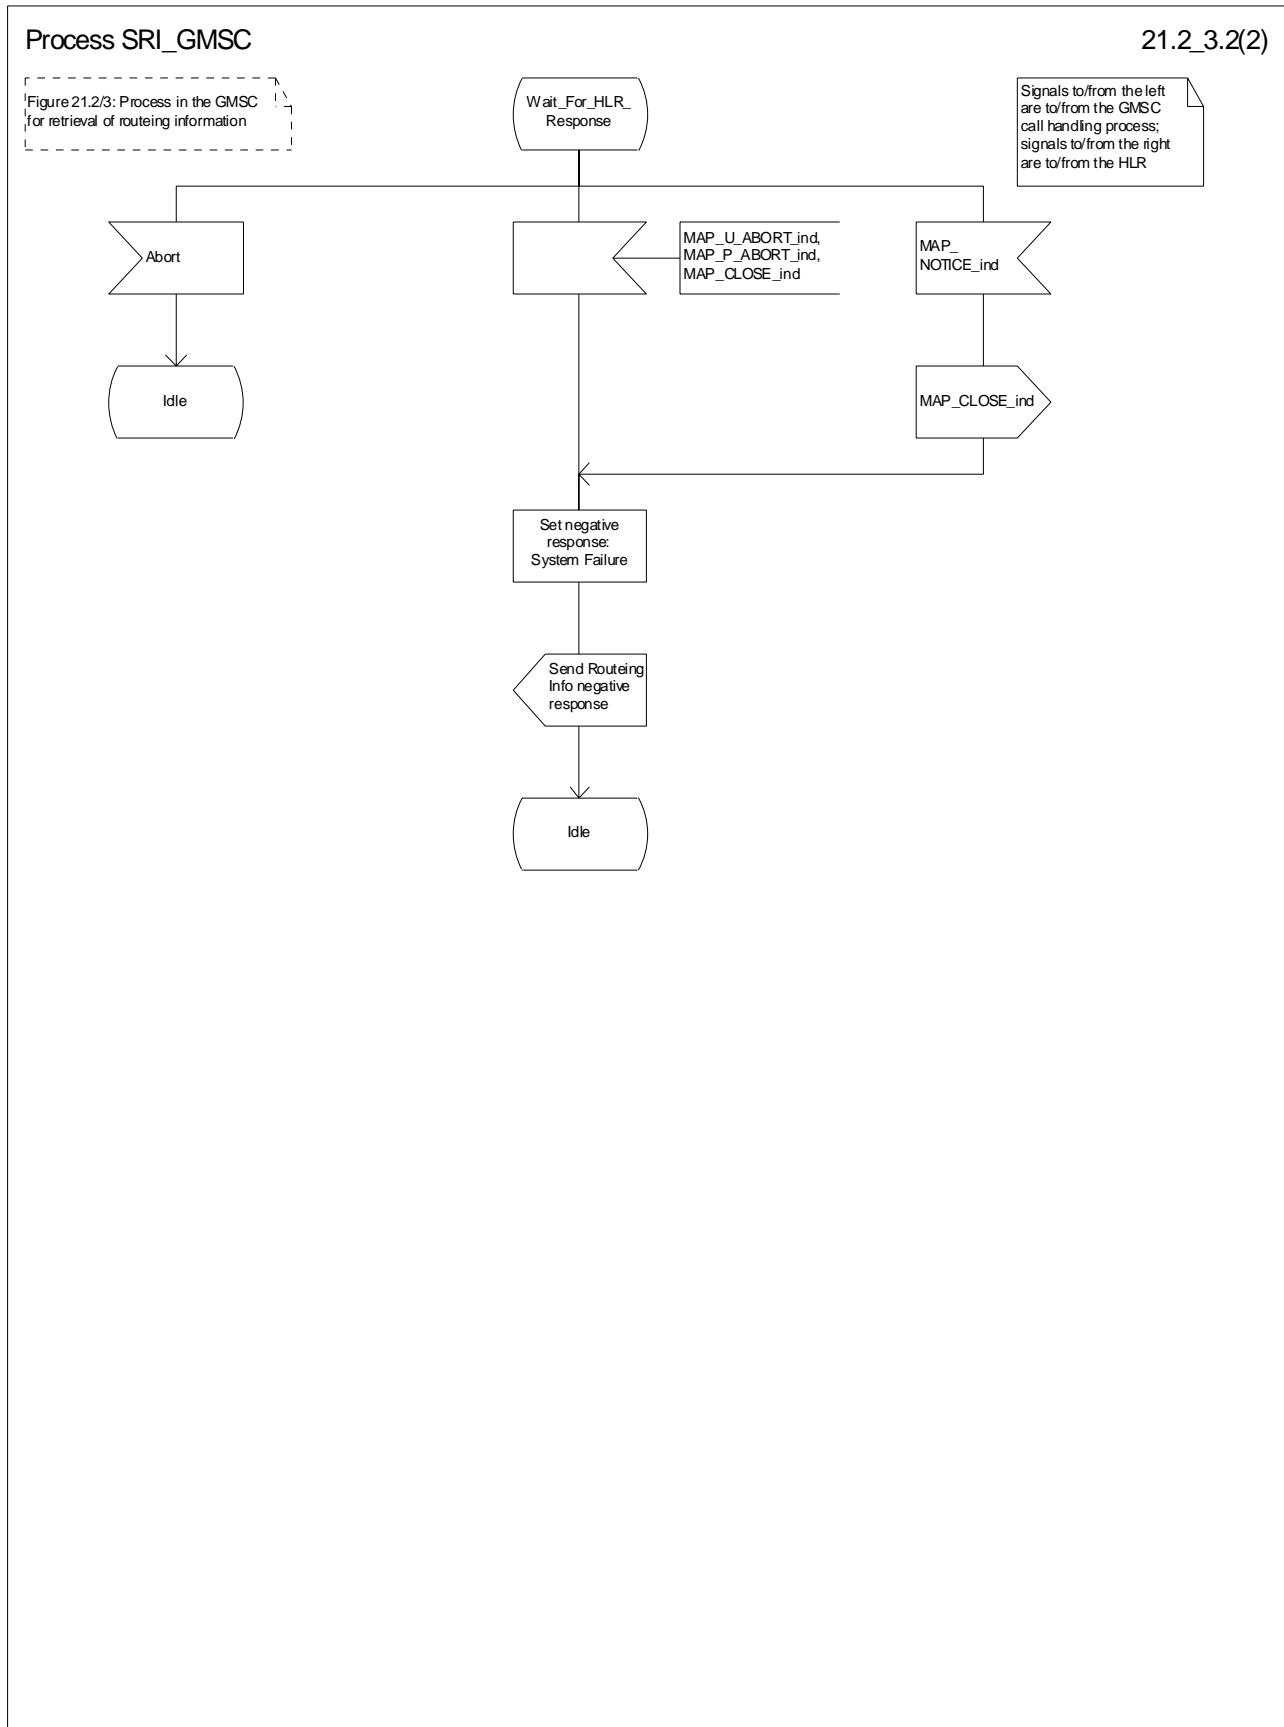 Process SRI_GMSC
21.2_3.2(2)
Figure 21.2/3: Process in the GMSC
for retrieval of routeing information
Wait_For_HLR_
Response
Signals to/from the left
are to/from the GMSC
call handling process;
signals to/from the right
are to/from the HLR
Abort
MAP_U_ABORT_ind,
MAP_P_ABORT_ind,
MAP_CLOSE_ind
MAP_
NOTICE_ind
Idle
MAP_CLOSE_ind
Set negative
response:
System Failure
Send Routeing
Info negative
response
Idle